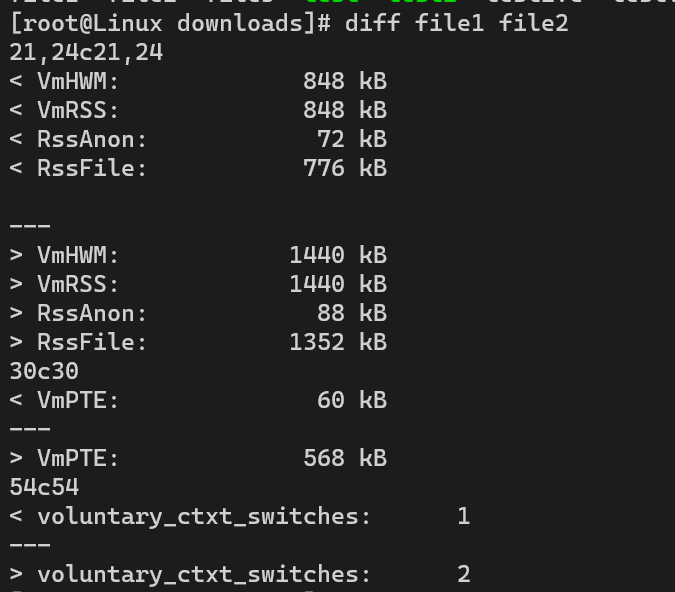 [root@Linux downloads]# diff file1 file2
21,24c21,24
< VmHWM:             848 kB
< VmRSS:             848 kB
< RssAnon:            72 kB
< RssFile:           776 kB
---
> VmHWM:            1440 kB
> VmRSS:            1440 kB
> RssAnon:            88 kB
> RssFile:          1352 kB
30c30
< VmPTE:              60 kB
---
> VmPTE:             568 kB
54c54
< voluntary_ctxt_switches:      1
---
> voluntary_ctxt_switches:      2